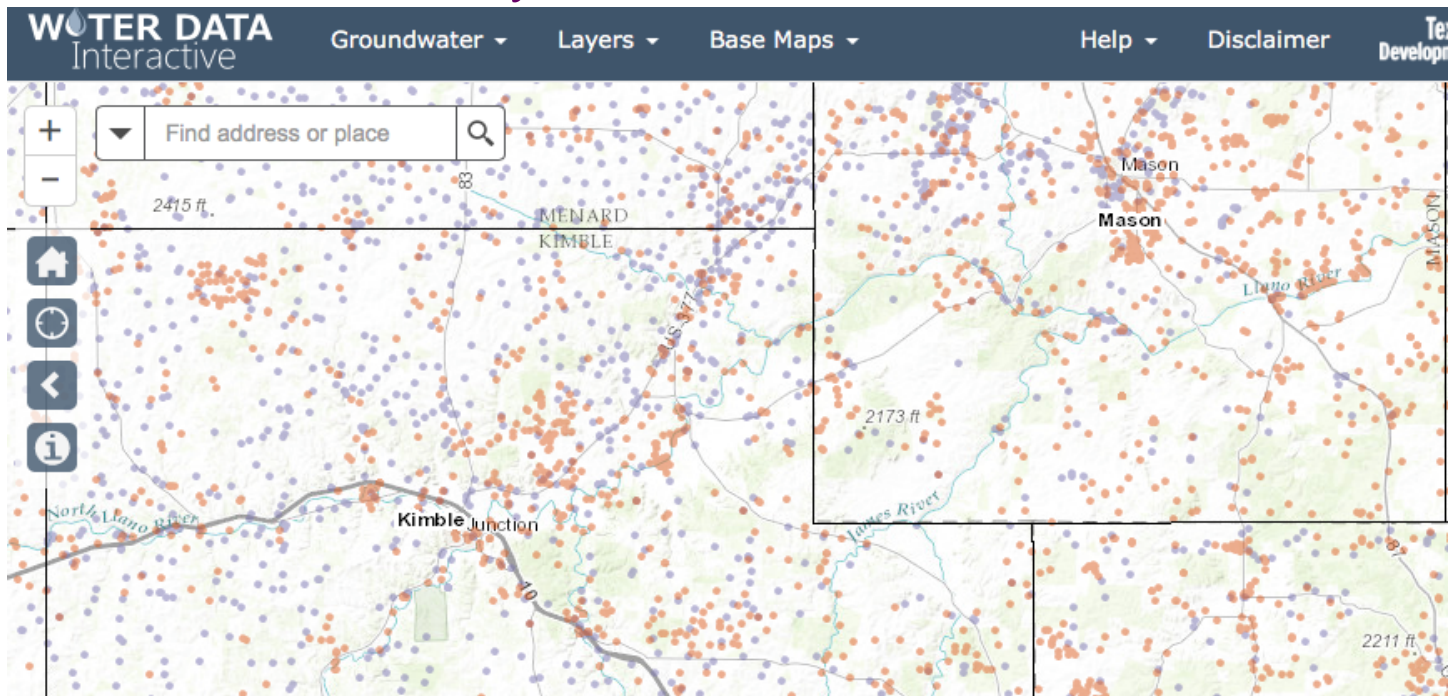 WATER DATA
Interactive
Groundwater
Layers
Base Maps
Help
Disclaimer
Find address or place
83
2415 ft
MENARD
KIMBLE
US-377
Mason
Mason
MASON
Llano River
2173 ft
North Llano River
Kimble
Junction
James River
10
87
2211 ft